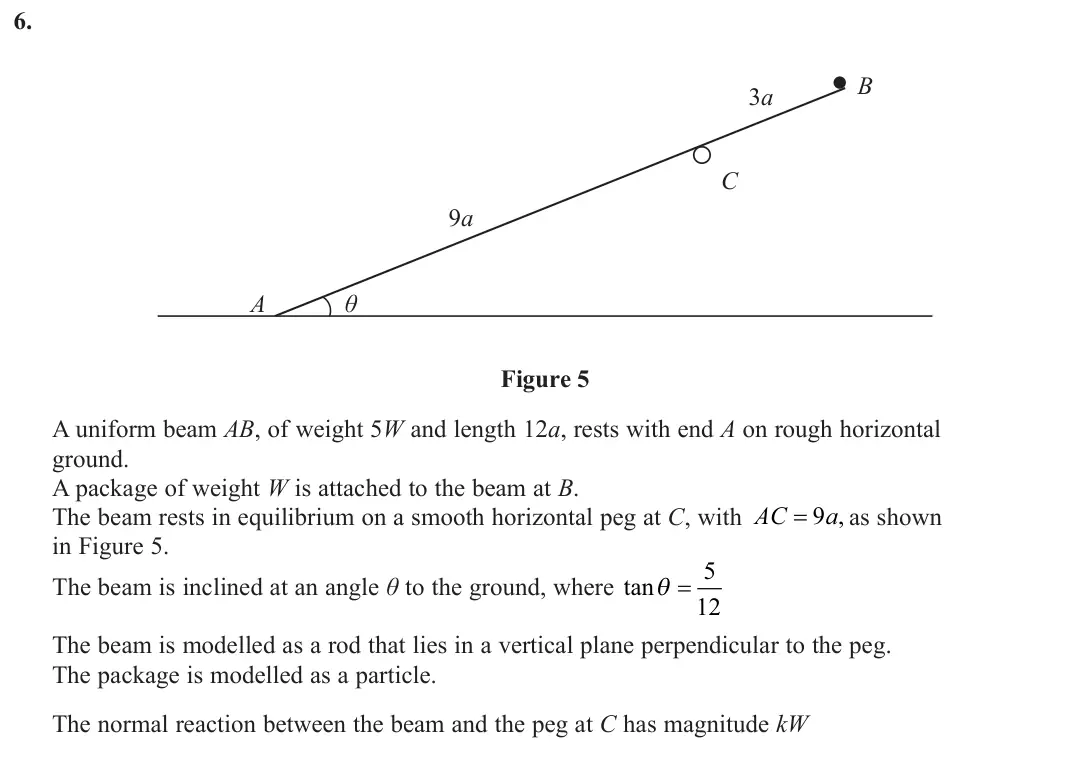 6.
B
3a
C
9a
A
θ
Figure 5
A uniform beam AB, of weight 5W and length 12a, rests with end A on rough horizontal
ground.
A package of weight W is attached to the beam at B.
The beam rests in equilibrium on a smooth horizontal peg at C, with AC = 9a, as shown
in Figure 5.
The beam is inclined at an angle θ to the ground, where tan θ = 5/12
The beam is modelled as a rod that lies in a vertical plane perpendicular to the peg.
The package is modelled as a particle.
The normal reaction between the beam and the peg at C has magnitude kW